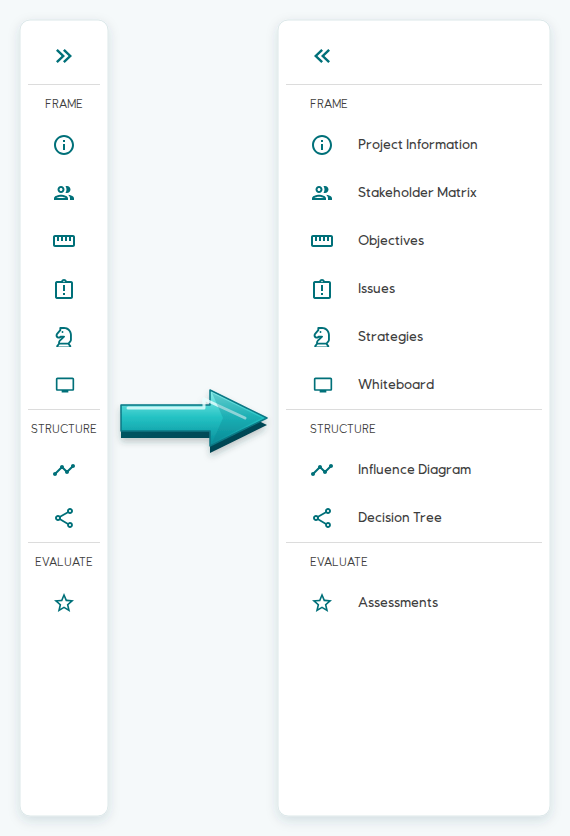 FRAME
STRUCTURE
EVALUATE
FRAME
Project Information
Stakeholder Matrix
Objectives
Issues
Strategies
Whiteboard
STRUCTURE
Influence Diagram
Decision Tree
EVALUATE
Assessments